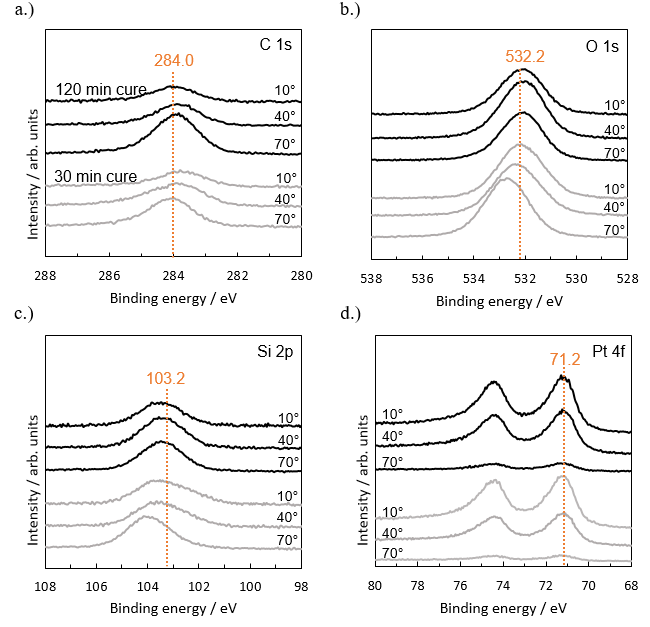 a.)
C 1s
284.0
120 min cure
10°
40°
70°
30 min cure
10°
40°
70°
Intensity / arb. units
288 286 284 282 280
Binding energy / eV
b.)
O 1s
532.2
10°
40°
70°
10°
40°
70°
538 536 534 532 530 528
Binding energy / eV
c.)
Si 2p
103.2
10°
40°
70°
10°
40°
70°
Intensity / arb. units
108 106 104 102 100 98
Binding energy / eV
d.)
Pt 4f
71.2
10°
40°
70°
10°
40°
70°
Intensity / arb. units
80 75 70 68
Binding energy / eV